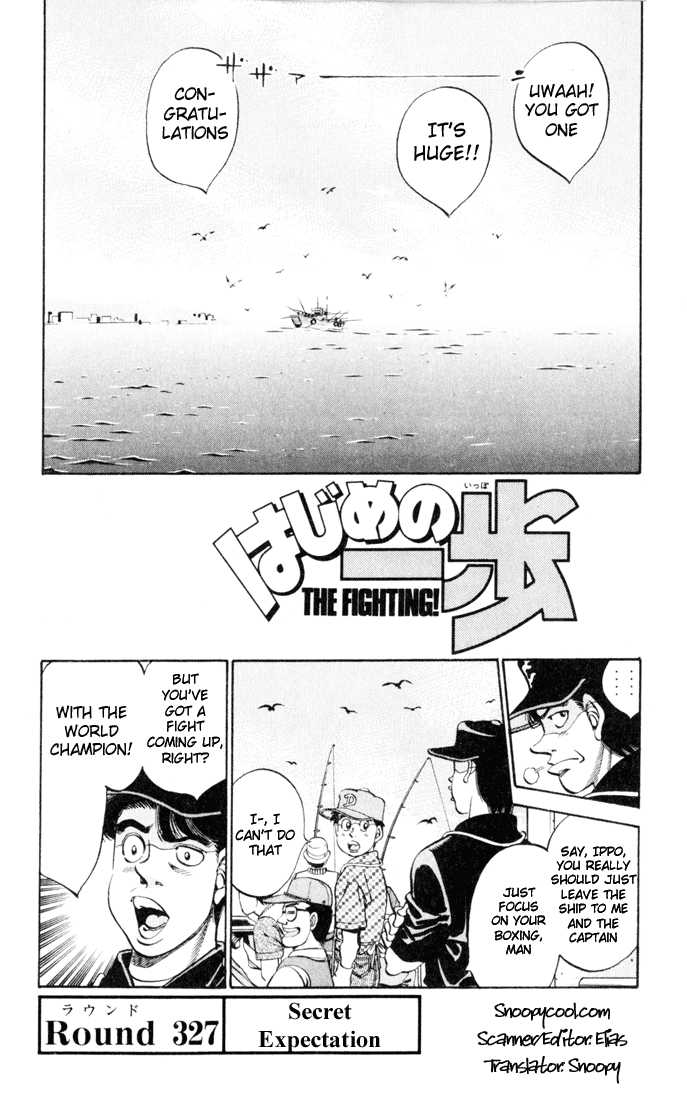 UWAAH!
YOU GOT
ONE
IT'S
HUGE!!
CON-
GRATU-
LATIONS
ザザァ
いっぽ
はじめの一歩
THE FIGHTING!
SAY, IPPO,
YOU REALLY
SHOULD JUST
LEAVE THE
SHIP TO ME
AND THE
CAPTAIN
JUST
FOCUS
ON YOUR
BOXING,
MAN
I-, I
CAN'T DO
THAT
BUT
YOU'VE
GOT A
FIGHT
COMING UP,
RIGHT?
WITH THE
WORLD
CHAMPION!
ラウンド
Round 327
Secret
Expectation
Snoopycool.com
Scanner/Editor: Elias
Translator: Snoopy